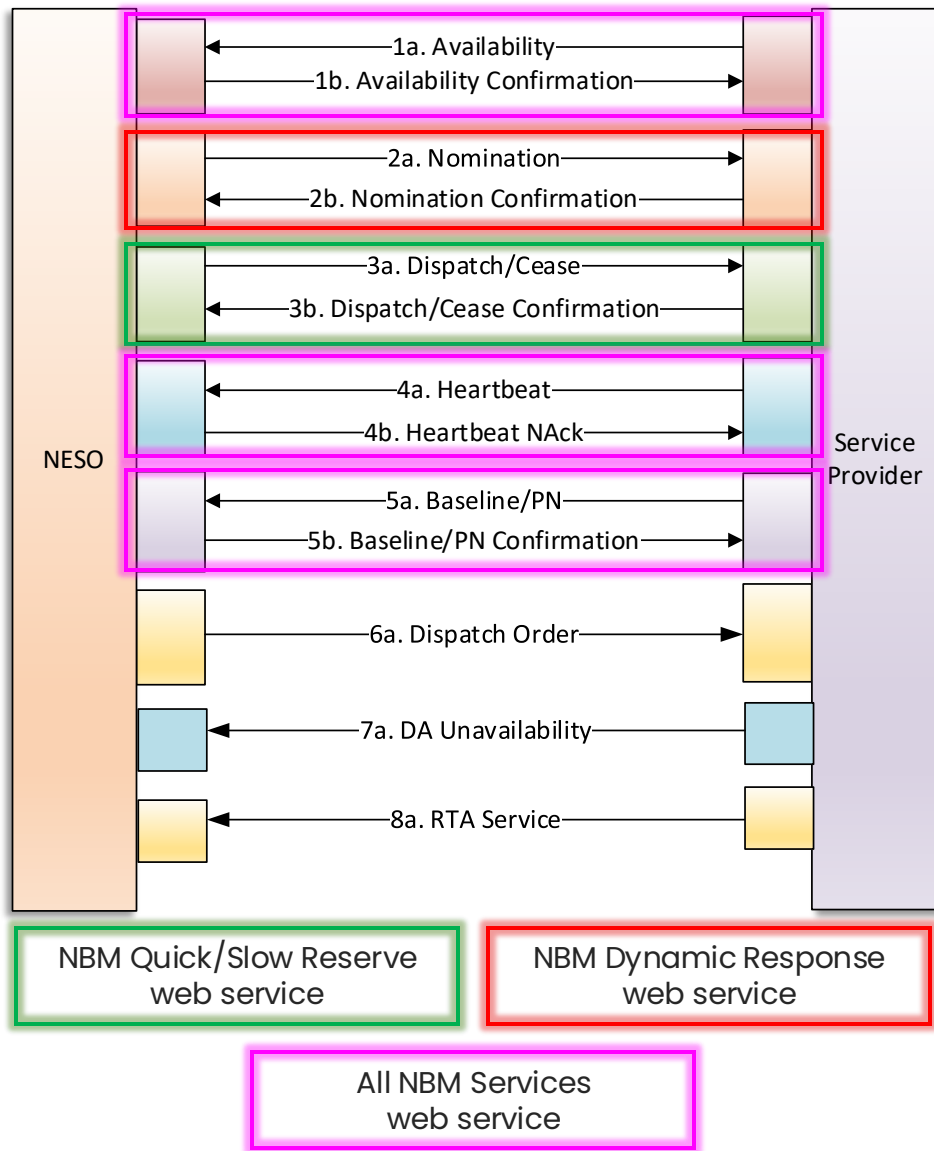 1a. Availability
1b. Availability Confirmation
2a. Nomination
2b. Nomination Confirmation
3a. Dispatch/Cease
3b. Dispatch/Cease Confirmation
4a. Heartbeat
4b. Heartbeat NAck
NESO
Service
Provider
5a. Baseline/PN
5b. Baseline/PN Confirmation
6a. Dispatch Order
7a. DA Unavailability
8a. RTA Service
NBM Quick/Slow Reserve
web service
NBM Dynamic Response
web service
All NBM Services
web service